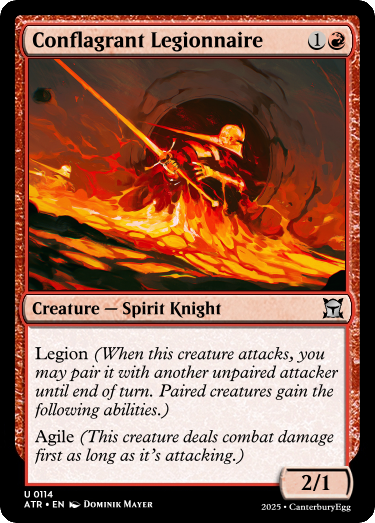 Conflagrant Legionnaire 1
Creature — Spirit Knight
Legion (When this creature attacks, you
may pair it with another unpaired attacker
until end of turn. Paired creatures gain the
following abilities.)
Agile (This creature deals combat damage
first as long as it's attacking.)
2/1
U 0114
ATR • EN Dominik Mayer
2025 • CanterburyEgg